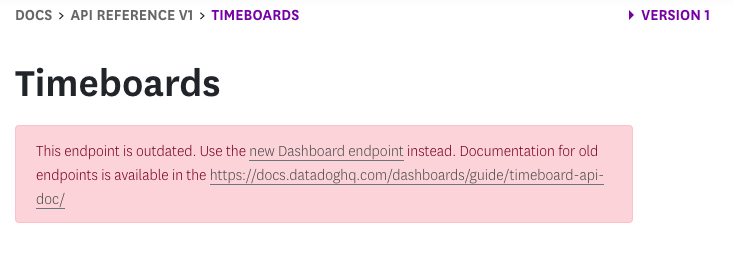 DOCS > API REFERENCE V1 > TIMEBOARDS
VERSION 1
Timeboards
This endpoint is outdated. Use the new Dashboard endpoint instead. Documentation for old
endpoints is available in the https://docs.datadoghq.com/dashboards/guide/timeboard-api-
doc/